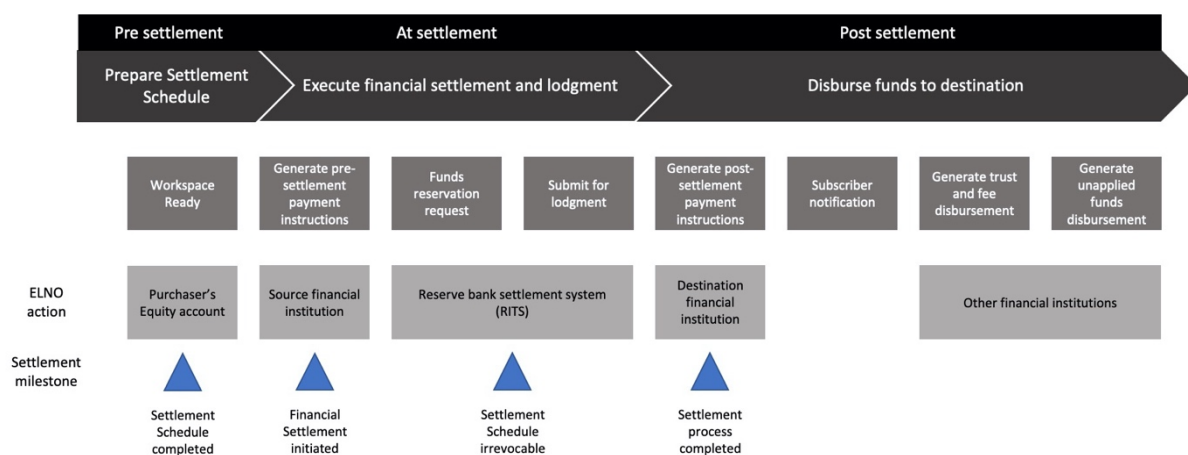 Pre settlement
At settlement
Post settlement
Prepare Settlement
Schedule
Execute financial settlement and lodgment
Disburse funds to destination
Workspace
Ready
Generate pre-
settlement
payment
instructions
Funds
reservation
request
Submit for
lodgment
Generate post-
settlement
payment
instructions
Subscriber
notification
Generate trust
and fee
disbursement
Generate
unapplied
funds
disbursement
ELNO
action
Purchaser's
Equity account
Source financial
institution
Reserve bank settlement system
(RITS)
Destination
financial
institution
Other financial institutions
Settlement
milestone
Settlement
Schedule
completed
Financial
Settlement
initiated
Settlement
Schedule
irrevocable
Settlement
process
completed